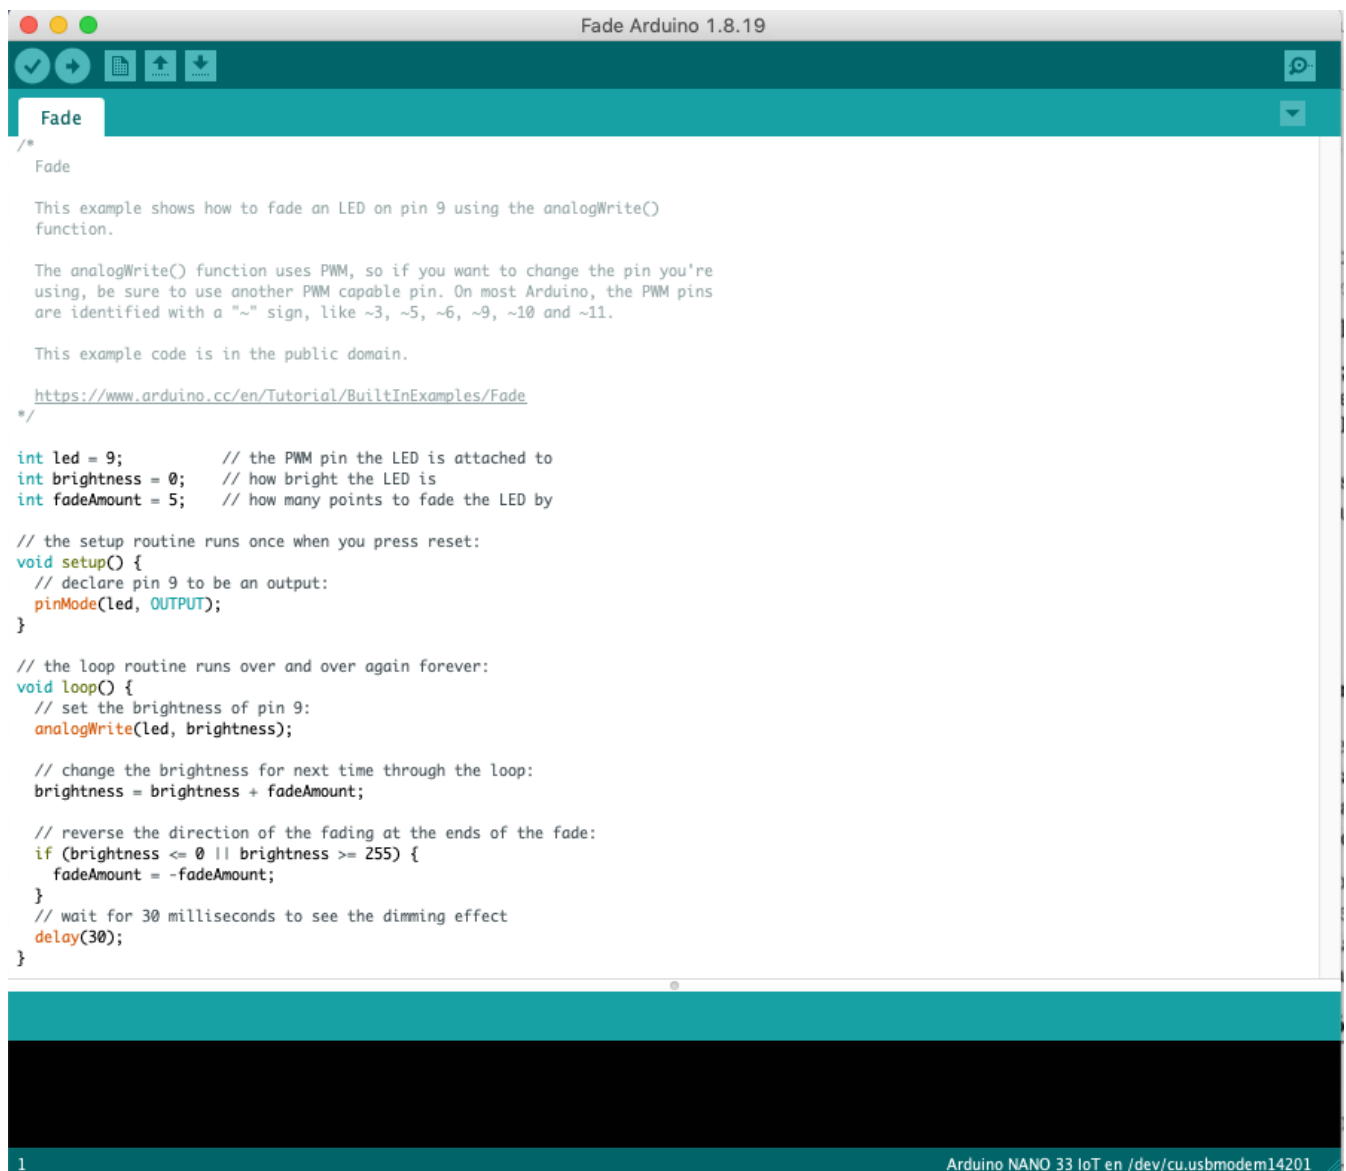 Fade Arduino 1.8.19
Fade
/*
  Fade

  This example shows how to fade an LED on pin 9 using the analogWrite()
  function.

  The analogWrite() function uses PWM, so if you want to change the pin you're
  using, be sure to use another PWM capable pin. On most Arduino, the PWM pins
  are identified with a "~" sign, like ~3, ~5, ~6, ~9, ~10 and ~11.

  This example code is in the public domain.

  https://www.arduino.cc/en/Tutorial/BuiltInExamples/Fade
*/

int led = 9;           // the PWM pin the LED is attached to
int brightness = 0;    // how bright the LED is
int fadeAmount = 5;    // how many points to fade the LED by

// the setup routine runs once when you press reset:
void setup() {
  // declare pin 9 to be an output:
  pinMode(led, OUTPUT);
}

// the loop routine runs over and over again forever:
void loop() {
  // set the brightness of pin 9:
  analogWrite(led, brightness);

  // change the brightness for next time through the loop:
  brightness = brightness + fadeAmount;

  // reverse the direction of the fading at the ends of the fade:
  if (brightness <= 0 || brightness >= 255) {
    fadeAmount = -fadeAmount;
  }
  // wait for 30 milliseconds to see the dimming effect
  delay(30);
}
1
Arduino NANO 33 IoT en /dev/cu.usbmodem14201